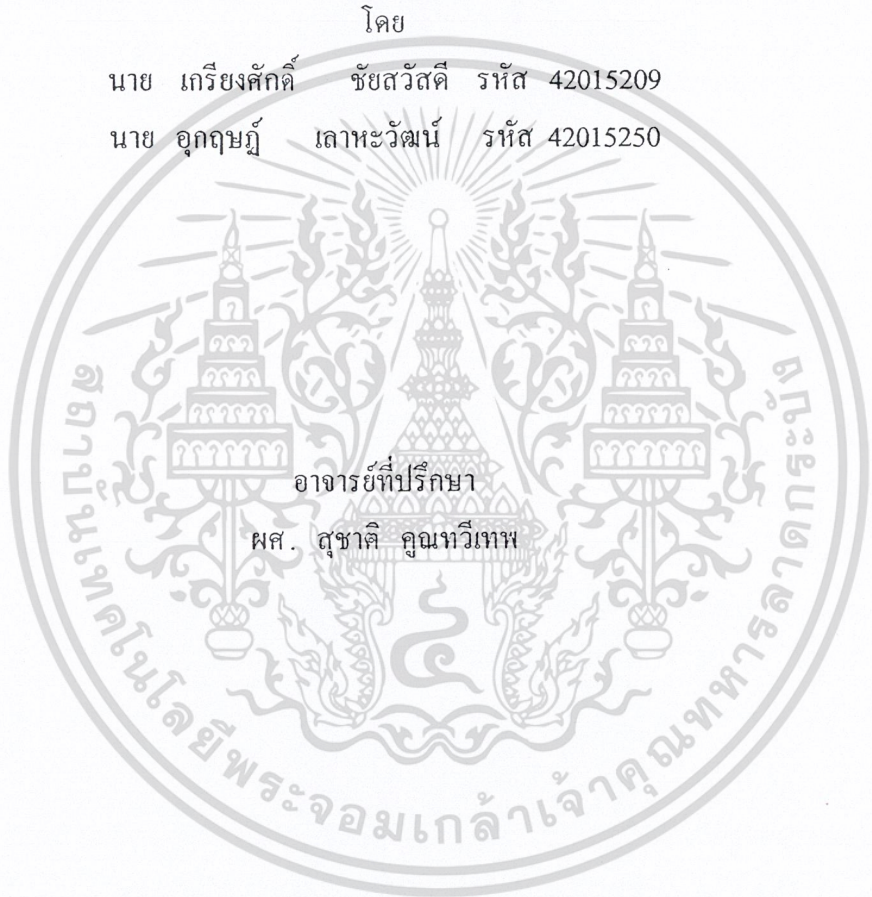 โดย
นาย เกรียงศักดิ์ ชัยสวัสดี รหัส 42015209
นาย อุกฤษฏ์ เลาหะวัฒน์ รหัส 42015250
อาจารย์ที่ปรึกษา
ผศ. สุชาติ คูณทวีเทพ
สถาบันเทคโนโลยีพระจอมเกล้าเจ้าคุณทหารลาดกระบัง